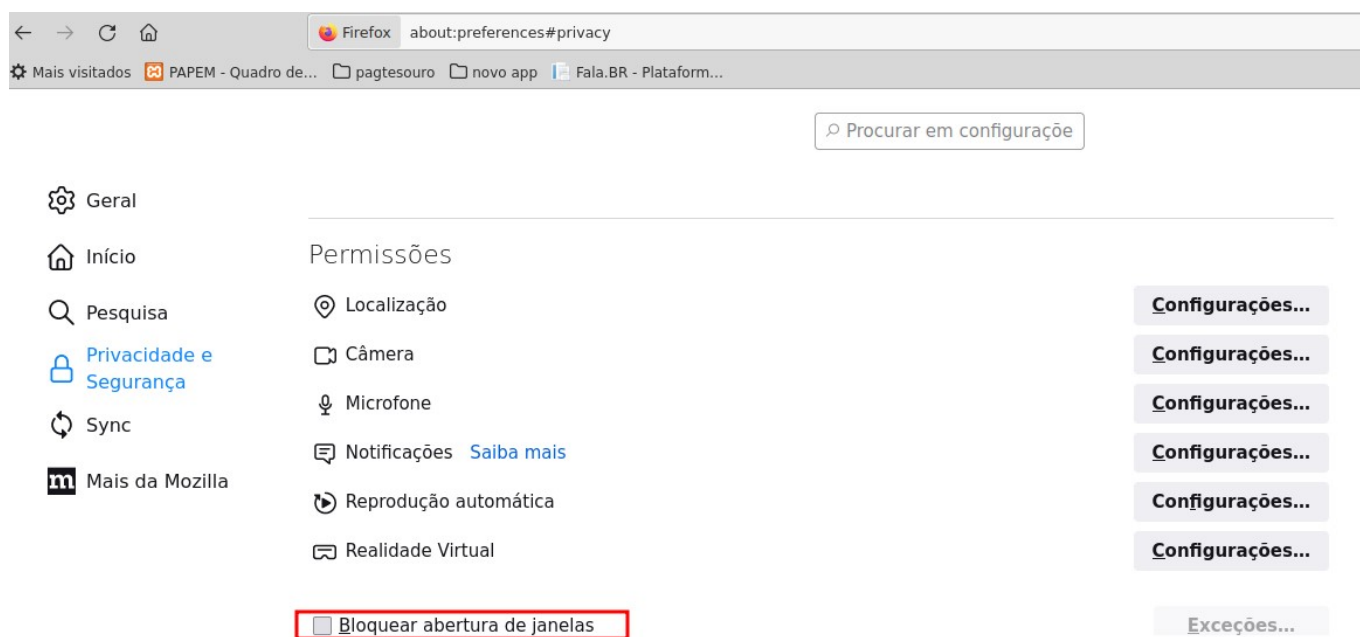 Firefox about:preferences#privacy
Mais visitados PAPEM - Quadro de... pagtesouro novo app Fala.BR - Plataform...
Procurar em configuraçõe
Geral
Início
Pesquisa
Privacidade e
Segurança
Sync
m Mais da Mozilla
Permissões
Localização Configurações...
Câmera Configurações...
Microfone Configurações...
Notificações Saiba mais Configurações...
Reprodução automática Configurações...
Realidade Virtual Configurações...
Bloquear abertura de janelas Exceções...